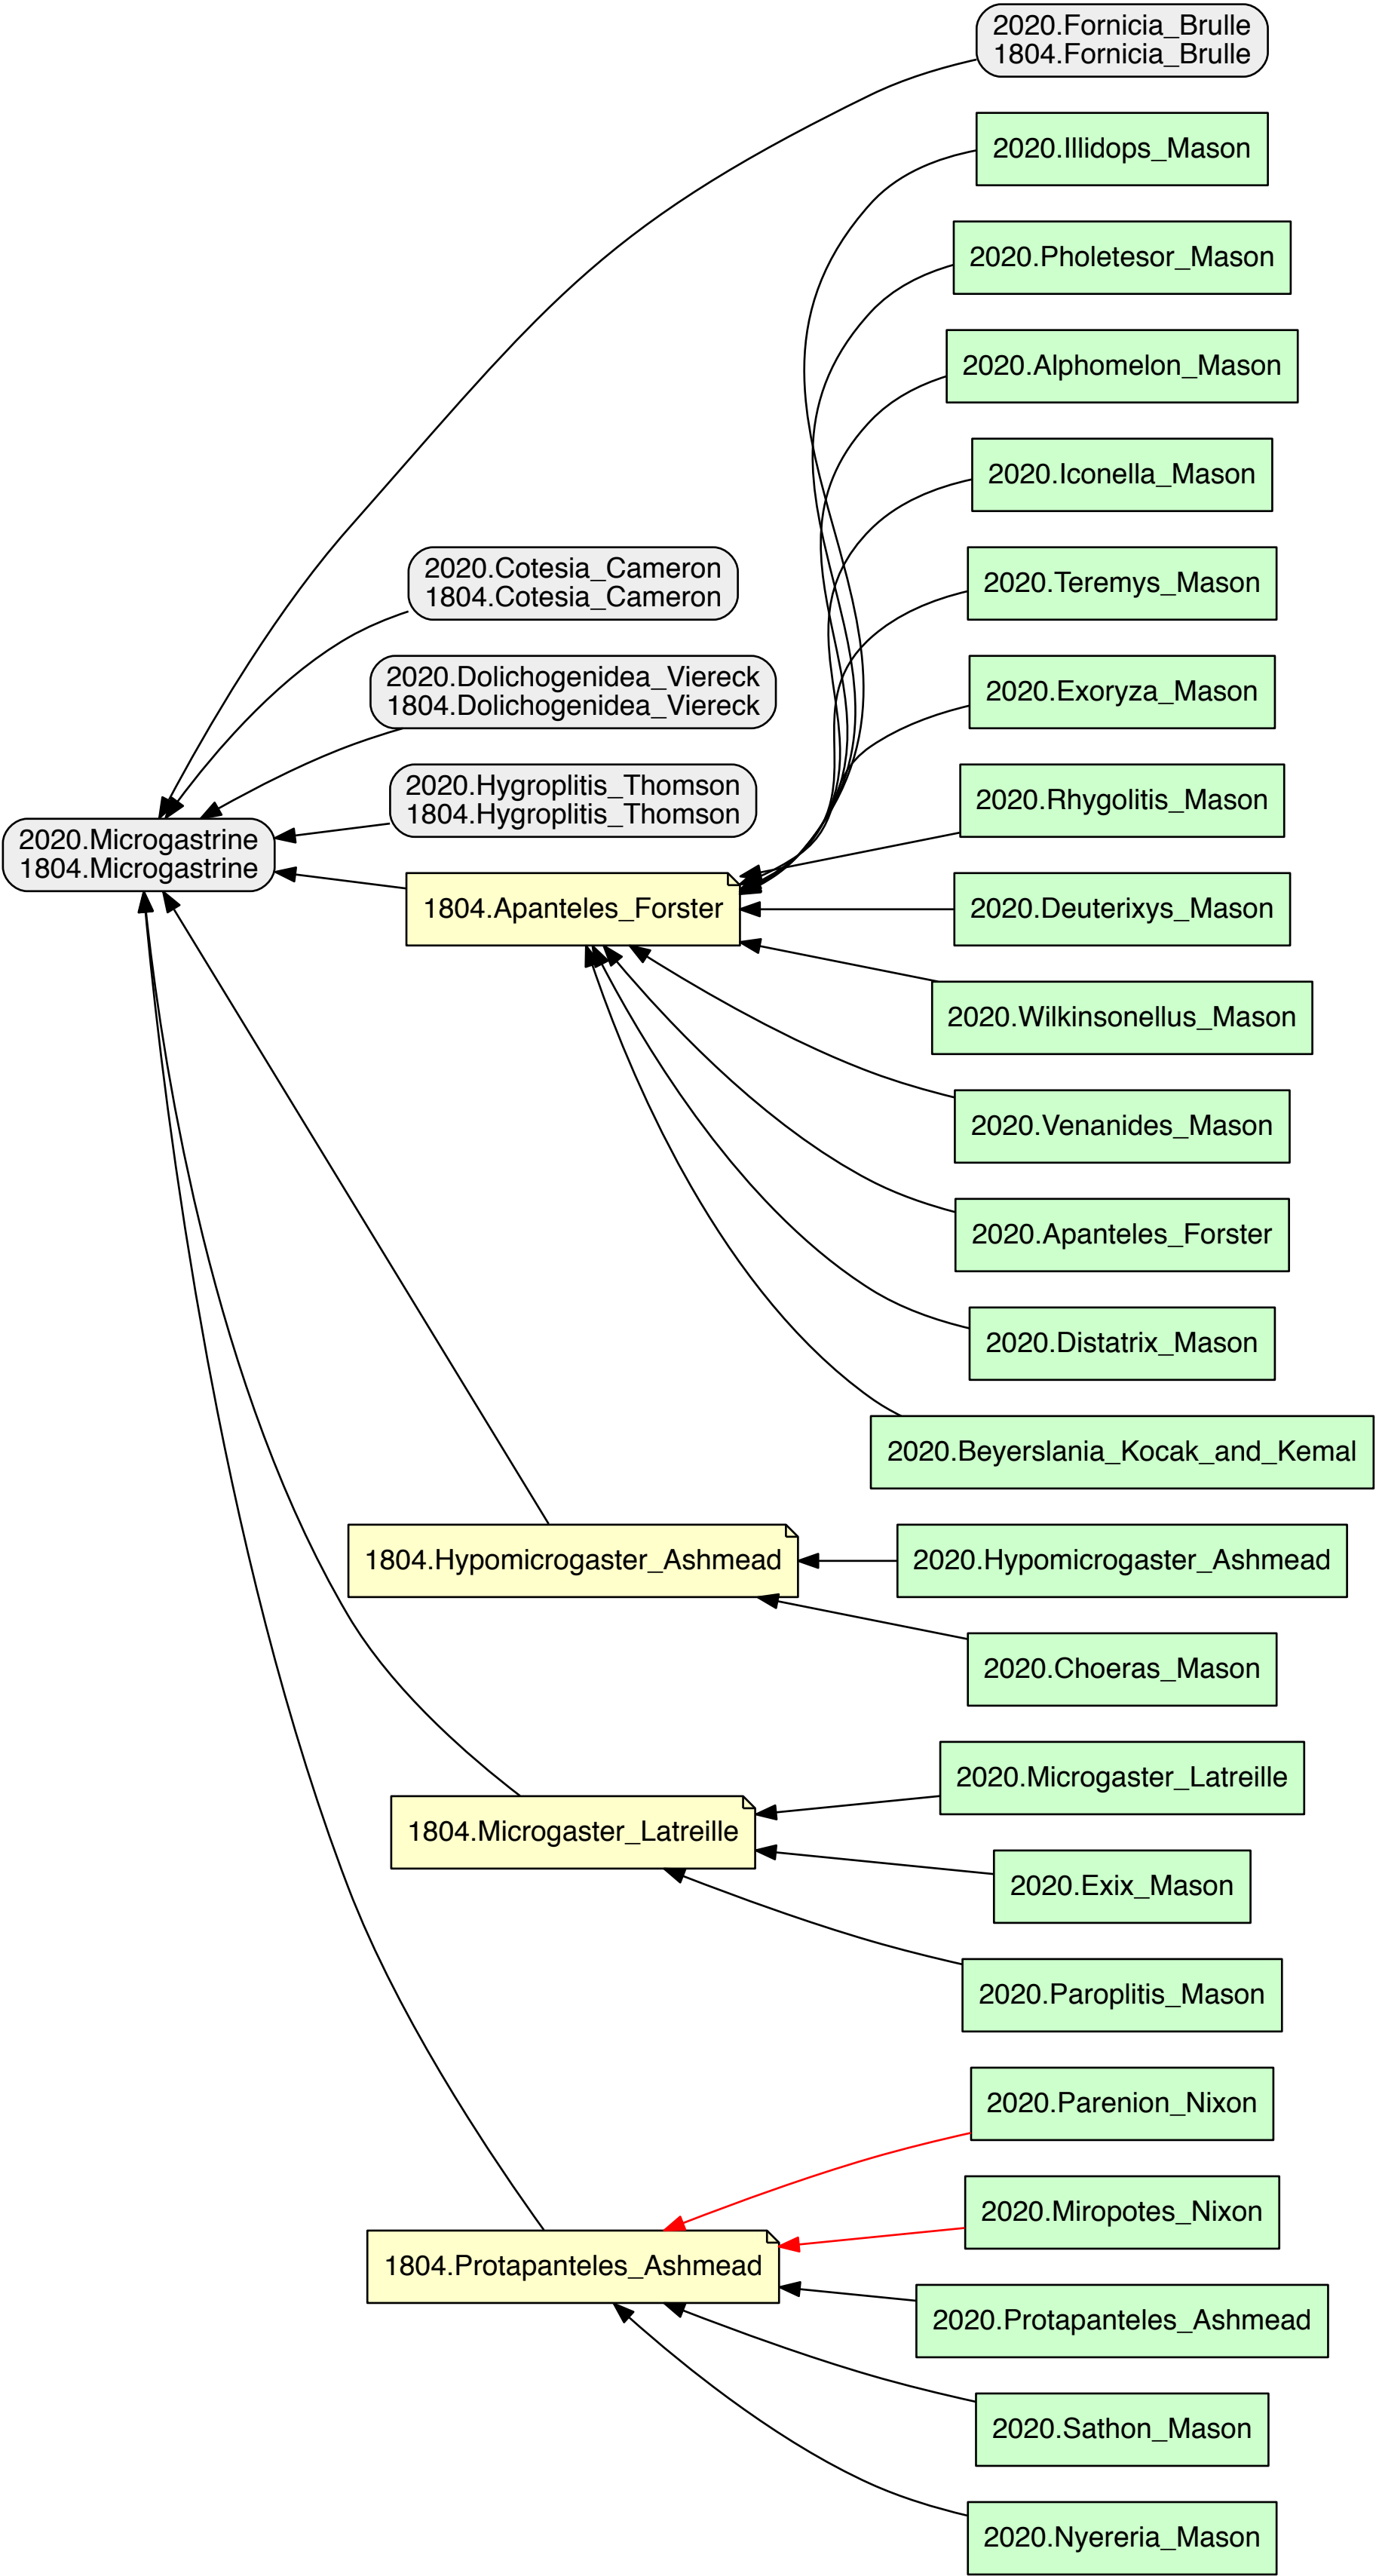 2020.Fornicia_Brulle
1804.Fornicia_Brulle
2020.Illidops_Mason
2020.Pholetesor_Mason
2020.Alphomelon_Mason
2020.Iconella_Mason
2020.Cotesia_Cameron
1804.Cotesia_Cameron
2020.Teremys_Mason
2020.Dolichogenidea_Viereck
1804.Dolichogenidea_Viereck
2020.Exoryza_Mason
2020.Hygroplitis_Thomson
1804.Hygroplitis_Thomson
2020.Rhygolitis_Mason
2020.Microgastrine
1804.Microgastrine
1804.Apanteles_Forster
2020.Deuterixys_Mason
2020.Wilkinsonellus_Mason
2020.Venanides_Mason
2020.Apanteles_Forster
2020.Distatrix_Mason
2020.Beyerslania_Kocak_and_Kemal
1804.Hypomicrogaster_Ashmead
2020.Hypomicrogaster_Ashmead
2020.Choeras_Mason
2020.Microgaster_Latreille
1804.Microgaster_Latreille
2020.Exix_Mason
2020.Paroplitis_Mason
2020.Parenion_Nixon
2020.Miropotes_Nixon
1804.Protapanteles_Ashmead
2020.Protapanteles_Ashmead
2020.Sathon_Mason
2020.Nyereria_Mason